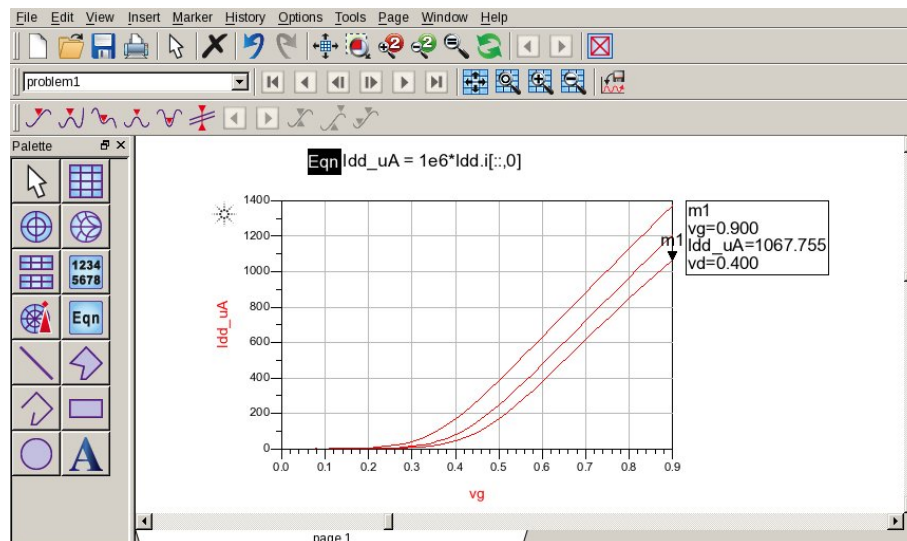 File Edit View Insert Marker History Options Tools Page Window Help
+2 -2
problem1
Palette
1234
5678
Eqn
A
Eqn Idd_uA = 1e6*Idd.i[::,0]
1400
1200
1000
800
600
400
200
0
Idd_uA
0.0 0.1 0.2 0.3 0.4 0.5 0.6 0.7 0.8 0.9
vg
m1
m1
vg=0.900
Idd_uA=1067.755
vd=0.400
page 1